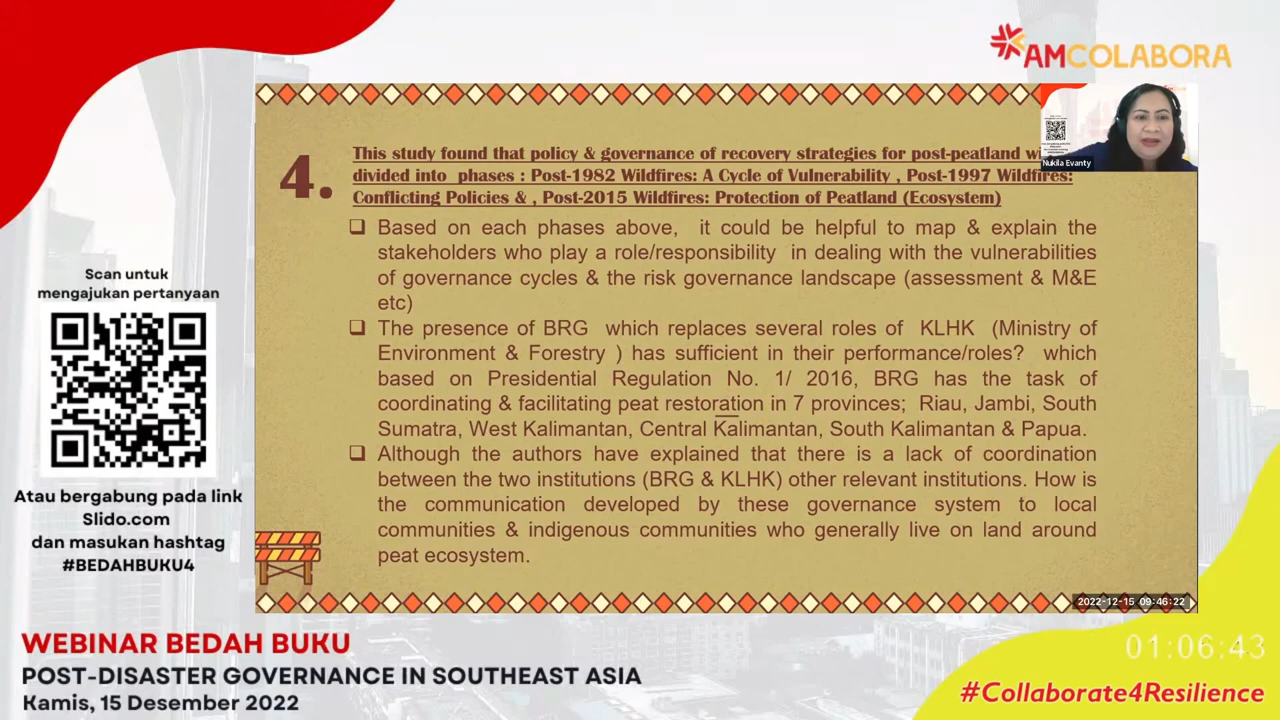 AMCOLABORA
4.
This study found that policy & governance of recovery strategies for post-peatland
divided into phases : Post-1982 Wildfires: A Cycle of Vulnerability , Post-1997 Wildfires:
Conflicting Policies & , Post-2015 Wildfires: Protection of Peatland (Ecosystem)
Nukila Evanty
❑ Based on each phases above, it could be helpful to map & explain the
stakeholders who play a role/responsibility in dealing with the vulnerabilities
of governance cycles & the risk governance landscape (assessment & M&E
etc)
❑ The presence of BRG which replaces several roles of KLHK (Ministry of
Environment & Forestry ) has sufficient in their performance/roles? which
based on Presidential Regulation No. 1/ 2016, BRG has the task of
coordinating & facilitating peat restoration in 7 provinces; Riau, Jambi, South
Sumatra, West Kalimantan, Central Kalimantan, South Kalimantan & Papua.
❑ Although the authors have explained that there is a lack of coordination
between the two institutions (BRG & KLHK) other relevant institutions. How is
the communication developed by these governance system to local
communities & indigenous communities who generally live on land around
peat ecosystem.
Scan untuk
mengajukan pertanyaan
Atau bergabung pada link
Slido.com
dan masukan hashtag
#BEDAHBUKU4
2022-12-15 09:46:22
WEBINAR BEDAH BUKU
POST-DISASTER GOVERNANCE IN SOUTHEAST ASIA
Kamis, 15 Desember 2022
01:06:43
#Collaborate4Resilience